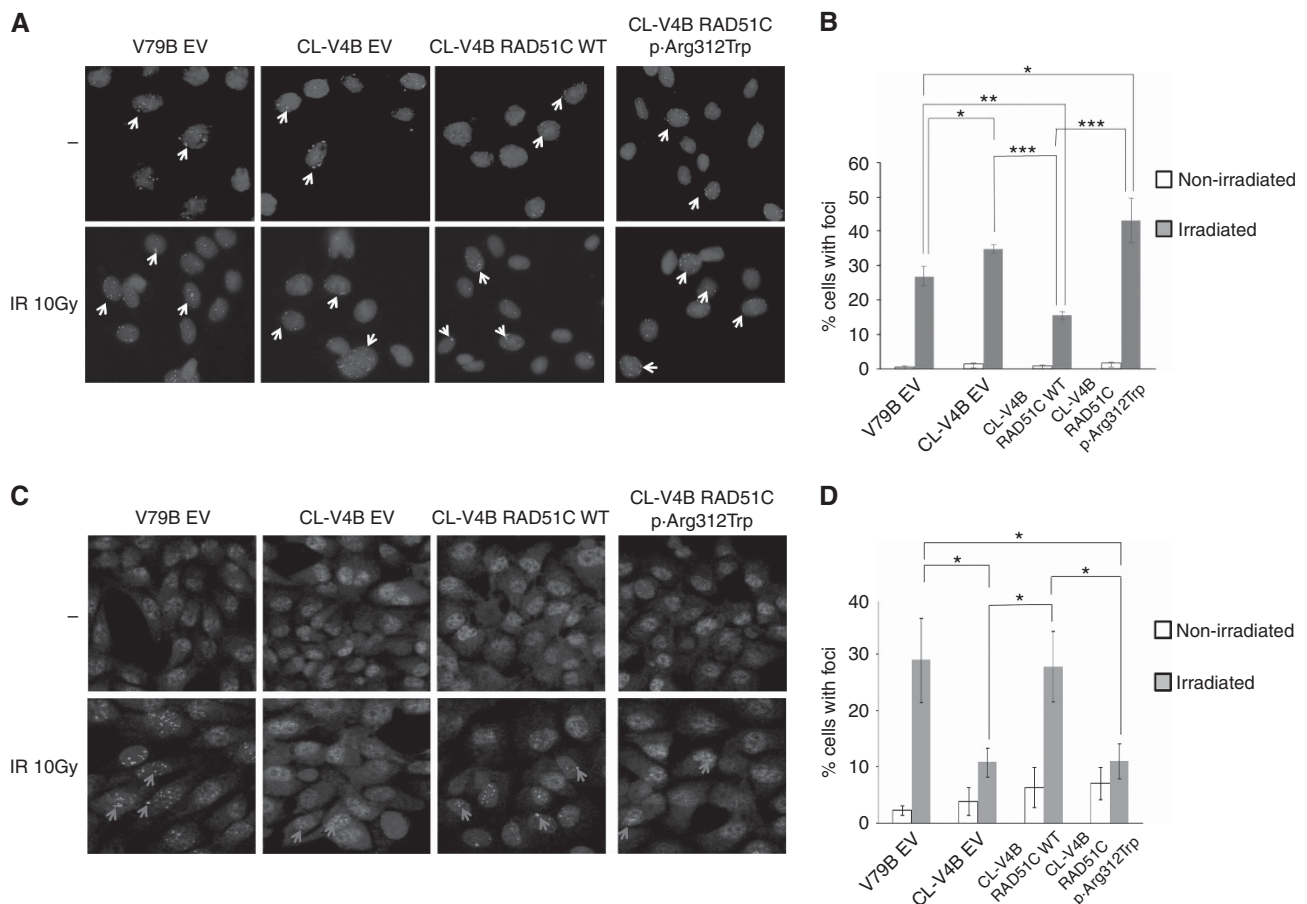 A
V79B EV
CL-V4B EV
CL-V4B RAD51C WT
CL-V4B RAD51C
p·Arg312Trp
–
IR 10Gy
B
*
**
*
***
***
60
50
40
30
20
10
0
% cells with foci
Non-irradiated
Irradiated
V79B EV
CL-V4B EV
CL-V4B
RAD51C WT
CL-V4B
RAD51C
p·Arg312Trp
C
V79B EV
CL-V4B EV
CL-V4B RAD51C WT
CL-V4B RAD51C
p·Arg312Trp
–
IR 10Gy
D
*
*
*
*
40
30
20
10
0
% cells with foci
Non-irradiated
Irradiated
V79B EV
CL-V4B EV
CL-V4B
RAD51C WT
CL-V4B
RAD51C
p·Arg312Trp